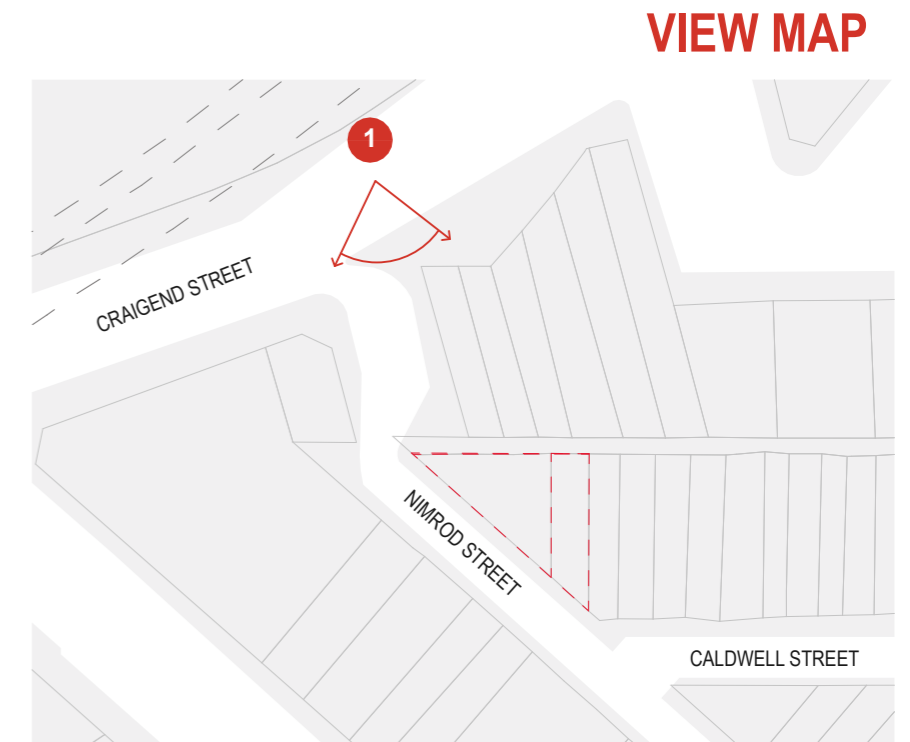 VIEW MAP
1
CRAIGEND STREET
NIMROD STREET
CALDWELL STREET